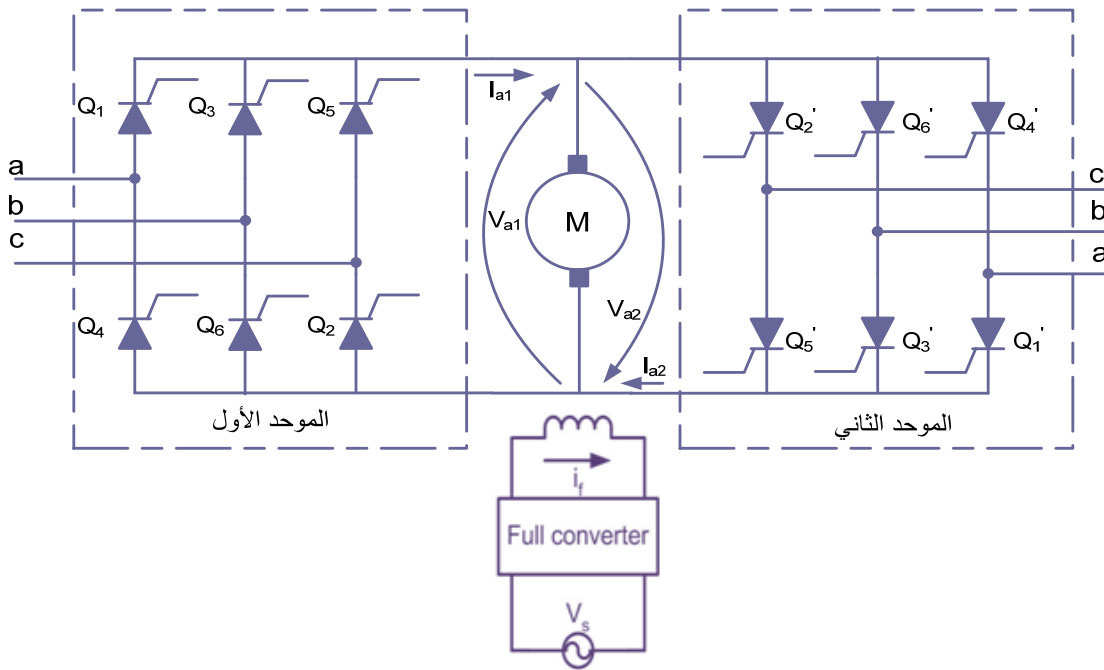 Q1
Q3
Q5
Ia1
Q2'
Q6'
Q4'
a
b
c
c
b
a
Va1
M
Va2
Q4
Q6
Q2
Q5'
Q3'
Q1'
Ia2
الموحد الأول
الموحد الثاني
if
Full converter
Vs